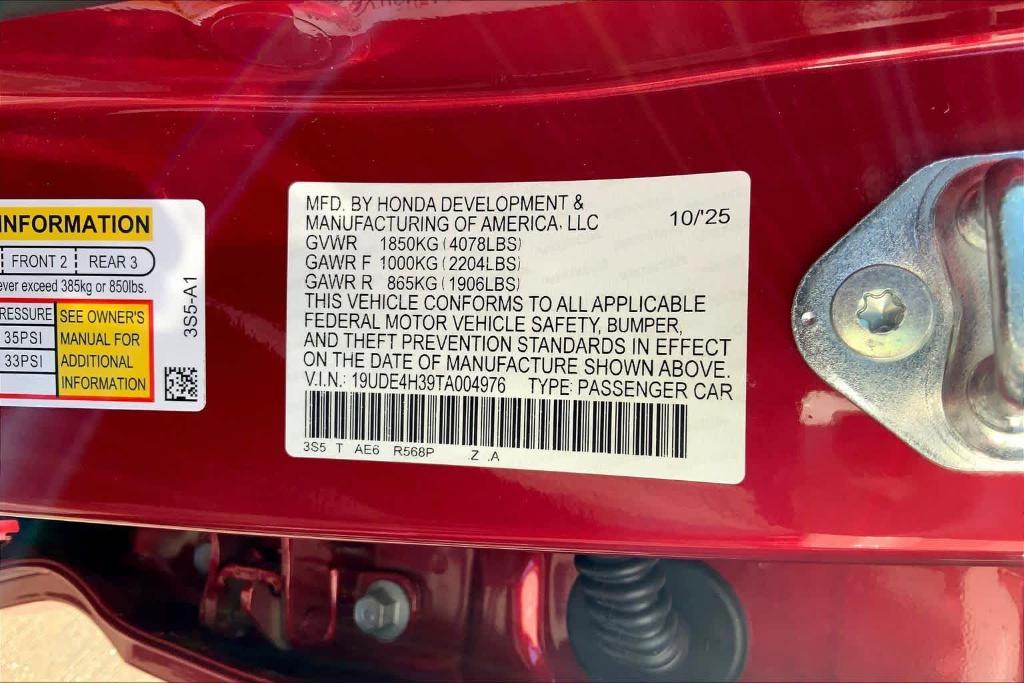 INFORMATION
FRONT 2 REAR 3
ever exceed 385kg or 850lbs.
RESSURE SEE OWNER'S
35PSI MANUAL FOR
33PSI ADDITIONAL
INFORMATION
3S5-A1
MFD. BY HONDA DEVELOPMENT &
MANUFACTURING OF AMERICA, LLC 10/'25
GVWR 1850KG (4078LBS)
GAWR F 1000KG (2204LBS)
GAWR R 865KG (1906LBS)
THIS VEHICLE CONFORMS TO ALL APPLICABLE
FEDERAL MOTOR VEHICLE SAFETY, BUMPER,
AND THEFT PREVENTION STANDARDS IN EFFECT
ON THE DATE OF MANUFACTURE SHOWN ABOVE.
V.I.N.: 19UDE4H39TA004976 TYPE: PASSENGER CAR
3S5 T AE6 R568P .Z .A